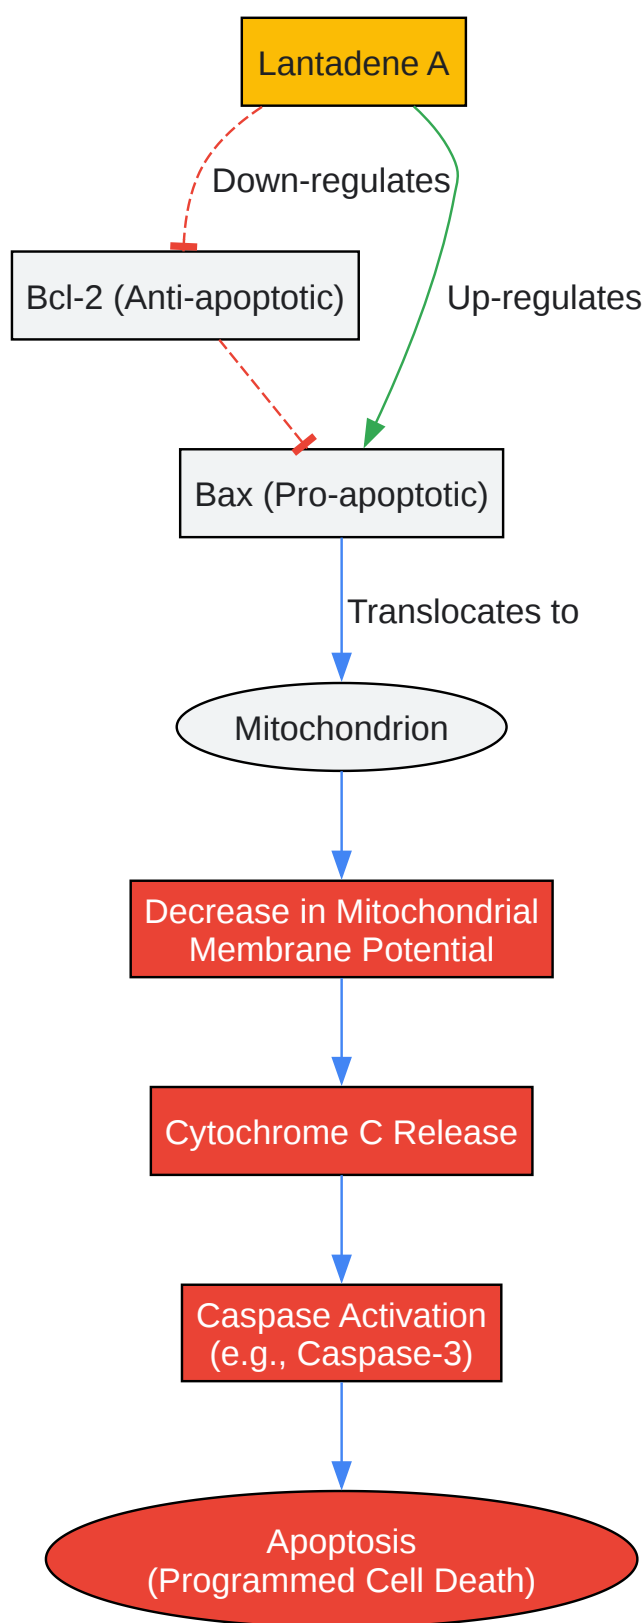 Lantadene A
Down-regulates
Bcl-2 (Anti-apoptotic)
Up-regulates
Bax (Pro-apoptotic)
Translocates to
Mitochondrion
Decrease in Mitochondrial
Membrane Potential
Cytochrome C Release
Caspase Activation
(e.g., Caspase-3)
Apoptosis
(Programmed Cell Death)